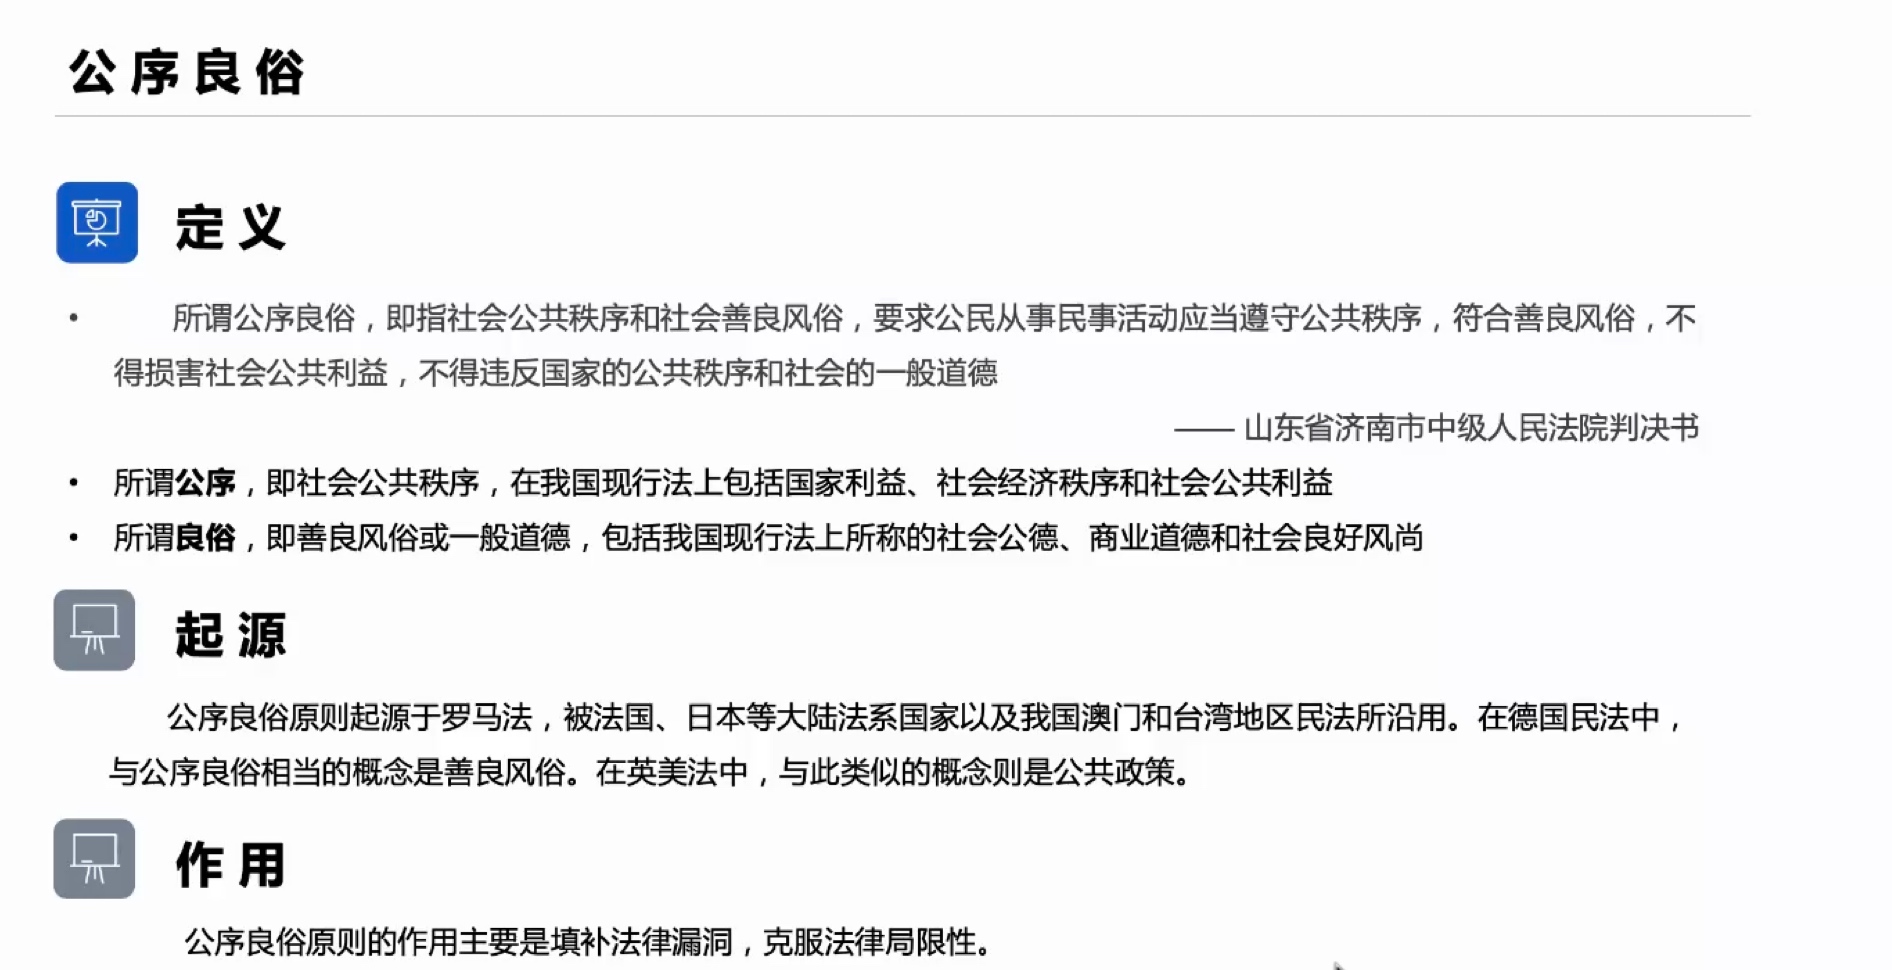 公序良俗
定义
• 所谓公序良俗，即指社会公共秩序和社会善良风俗，要求公民从事民事活动应当遵守公共秩序，符合善良风俗，不
得损害社会公共利益，不得违反国家的公共秩序和社会的一般道德
—— 山东省济南市中级人民法院判决书
• 所谓公序，即社会公共秩序，在我国现行法上包括国家利益、社会经济秩序和社会公共利益
• 所谓良俗，即善良风俗或一般道德，包括我国现行法上所称的社会公德、商业道德和社会良好风尚
起源
公序良俗原则起源于罗马法，被法国、日本等大陆法系国家以及我国澳门和台湾地区民法所沿用。在德国民法中，
与公序良俗相当的概念是善良风俗。在英美法中，与此类似的概念则是公共政策。
作用
公序良俗原则的作用主要是填补法律漏洞，克服法律局限性。